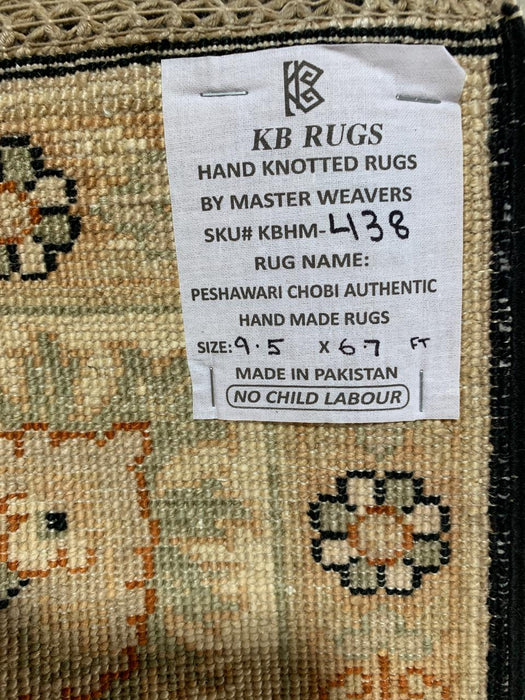 KB
KB RUGS
HAND KNOTTED RUGS
BY MASTER WEAVERS
SKU# KBHM-438
RUG NAME:
PESHAWARI CHOBI AUTHENTIC
HAND MADE RUGS
SIZE: 9.5 X 6.7 FT
MADE IN PAKISTAN
NO CHILD LABOUR